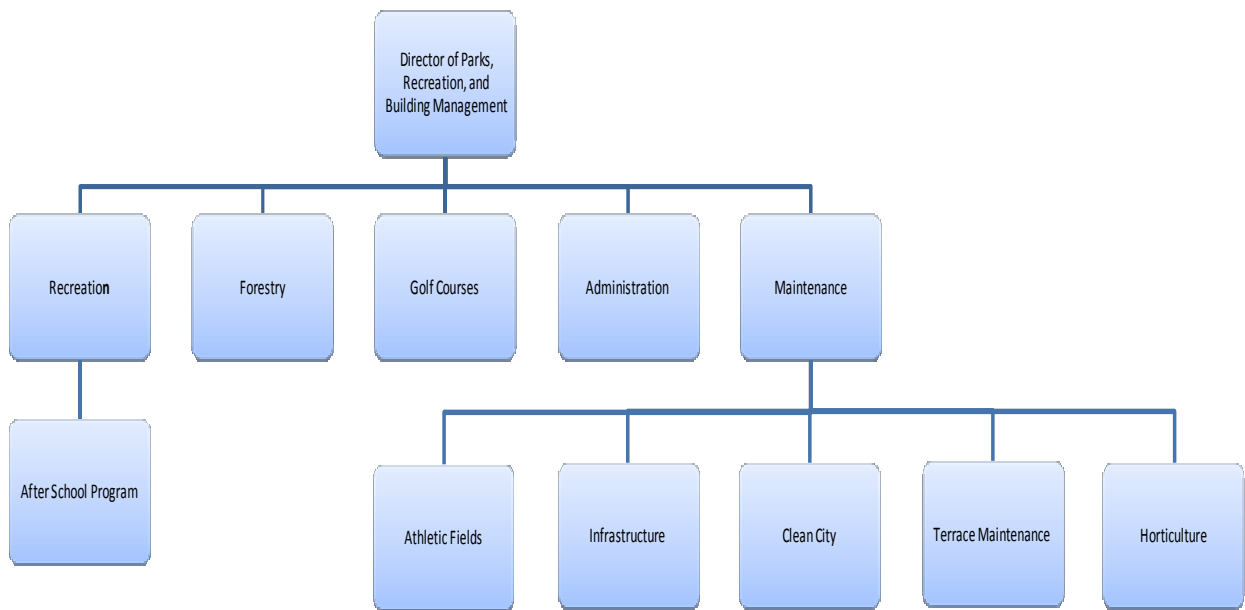 Director of Parks,
Recreation, and
Building Management
Recreation
Forestry
Golf Courses
Administration
Maintenance
After School Program
Athletic Fields
Infrastructure
Clean City
Terrace Maintenance
Horticulture